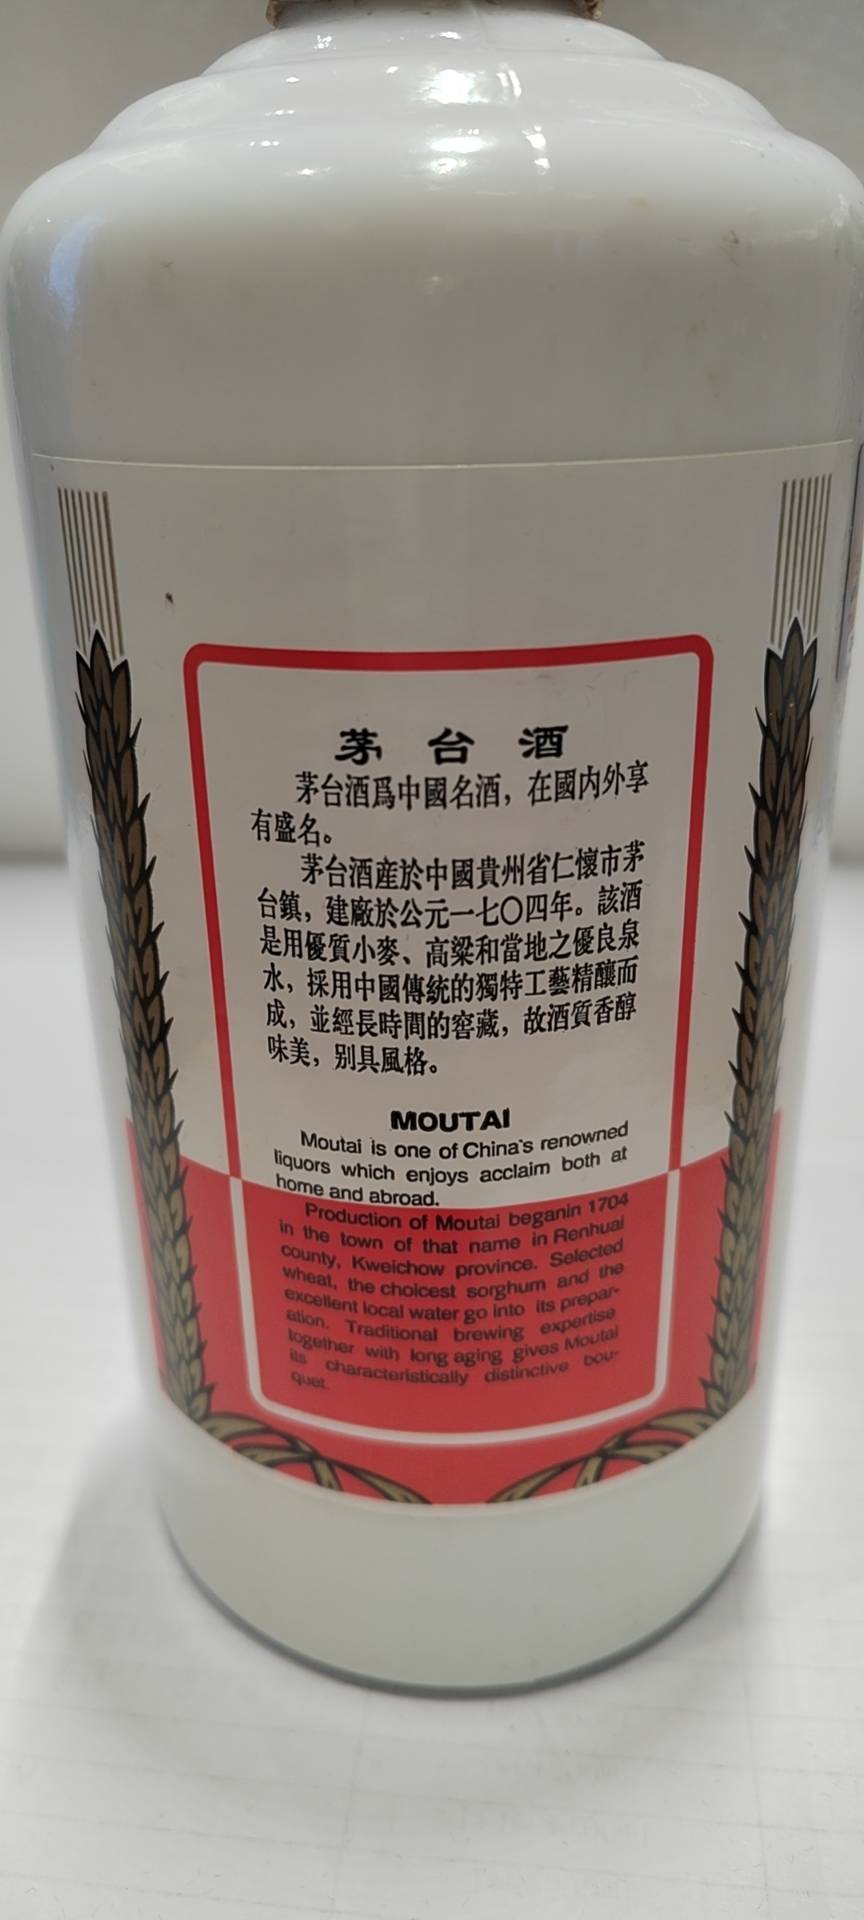 茅台酒
茅台酒爲中國名酒，在國内外享
有盛名。
茅台酒産於中國貴州省仁懷市茅
台鎮，建廠於公元一七〇四年。該酒
是用優質小麥、高粱和當地之優良泉
水，採用中國傳統的獨特工藝精釀而
成，並經長時間的窖藏，故酒質香醇
味美，别具風格。
MOUTAI
Moutai is one of China's renowned
liquors which enjoys acclaim both at
home and abroad.
Production of Moutai beganin 1704
in the town of that name in Renhuai
county, Kweichow province. Selected
wheat, the choicest sorghum and the
excellent local water go into its prepar-
ation. Traditional brewing expertise
together with long aging gives Moutai
its characteristically distinctive bou-
quet.